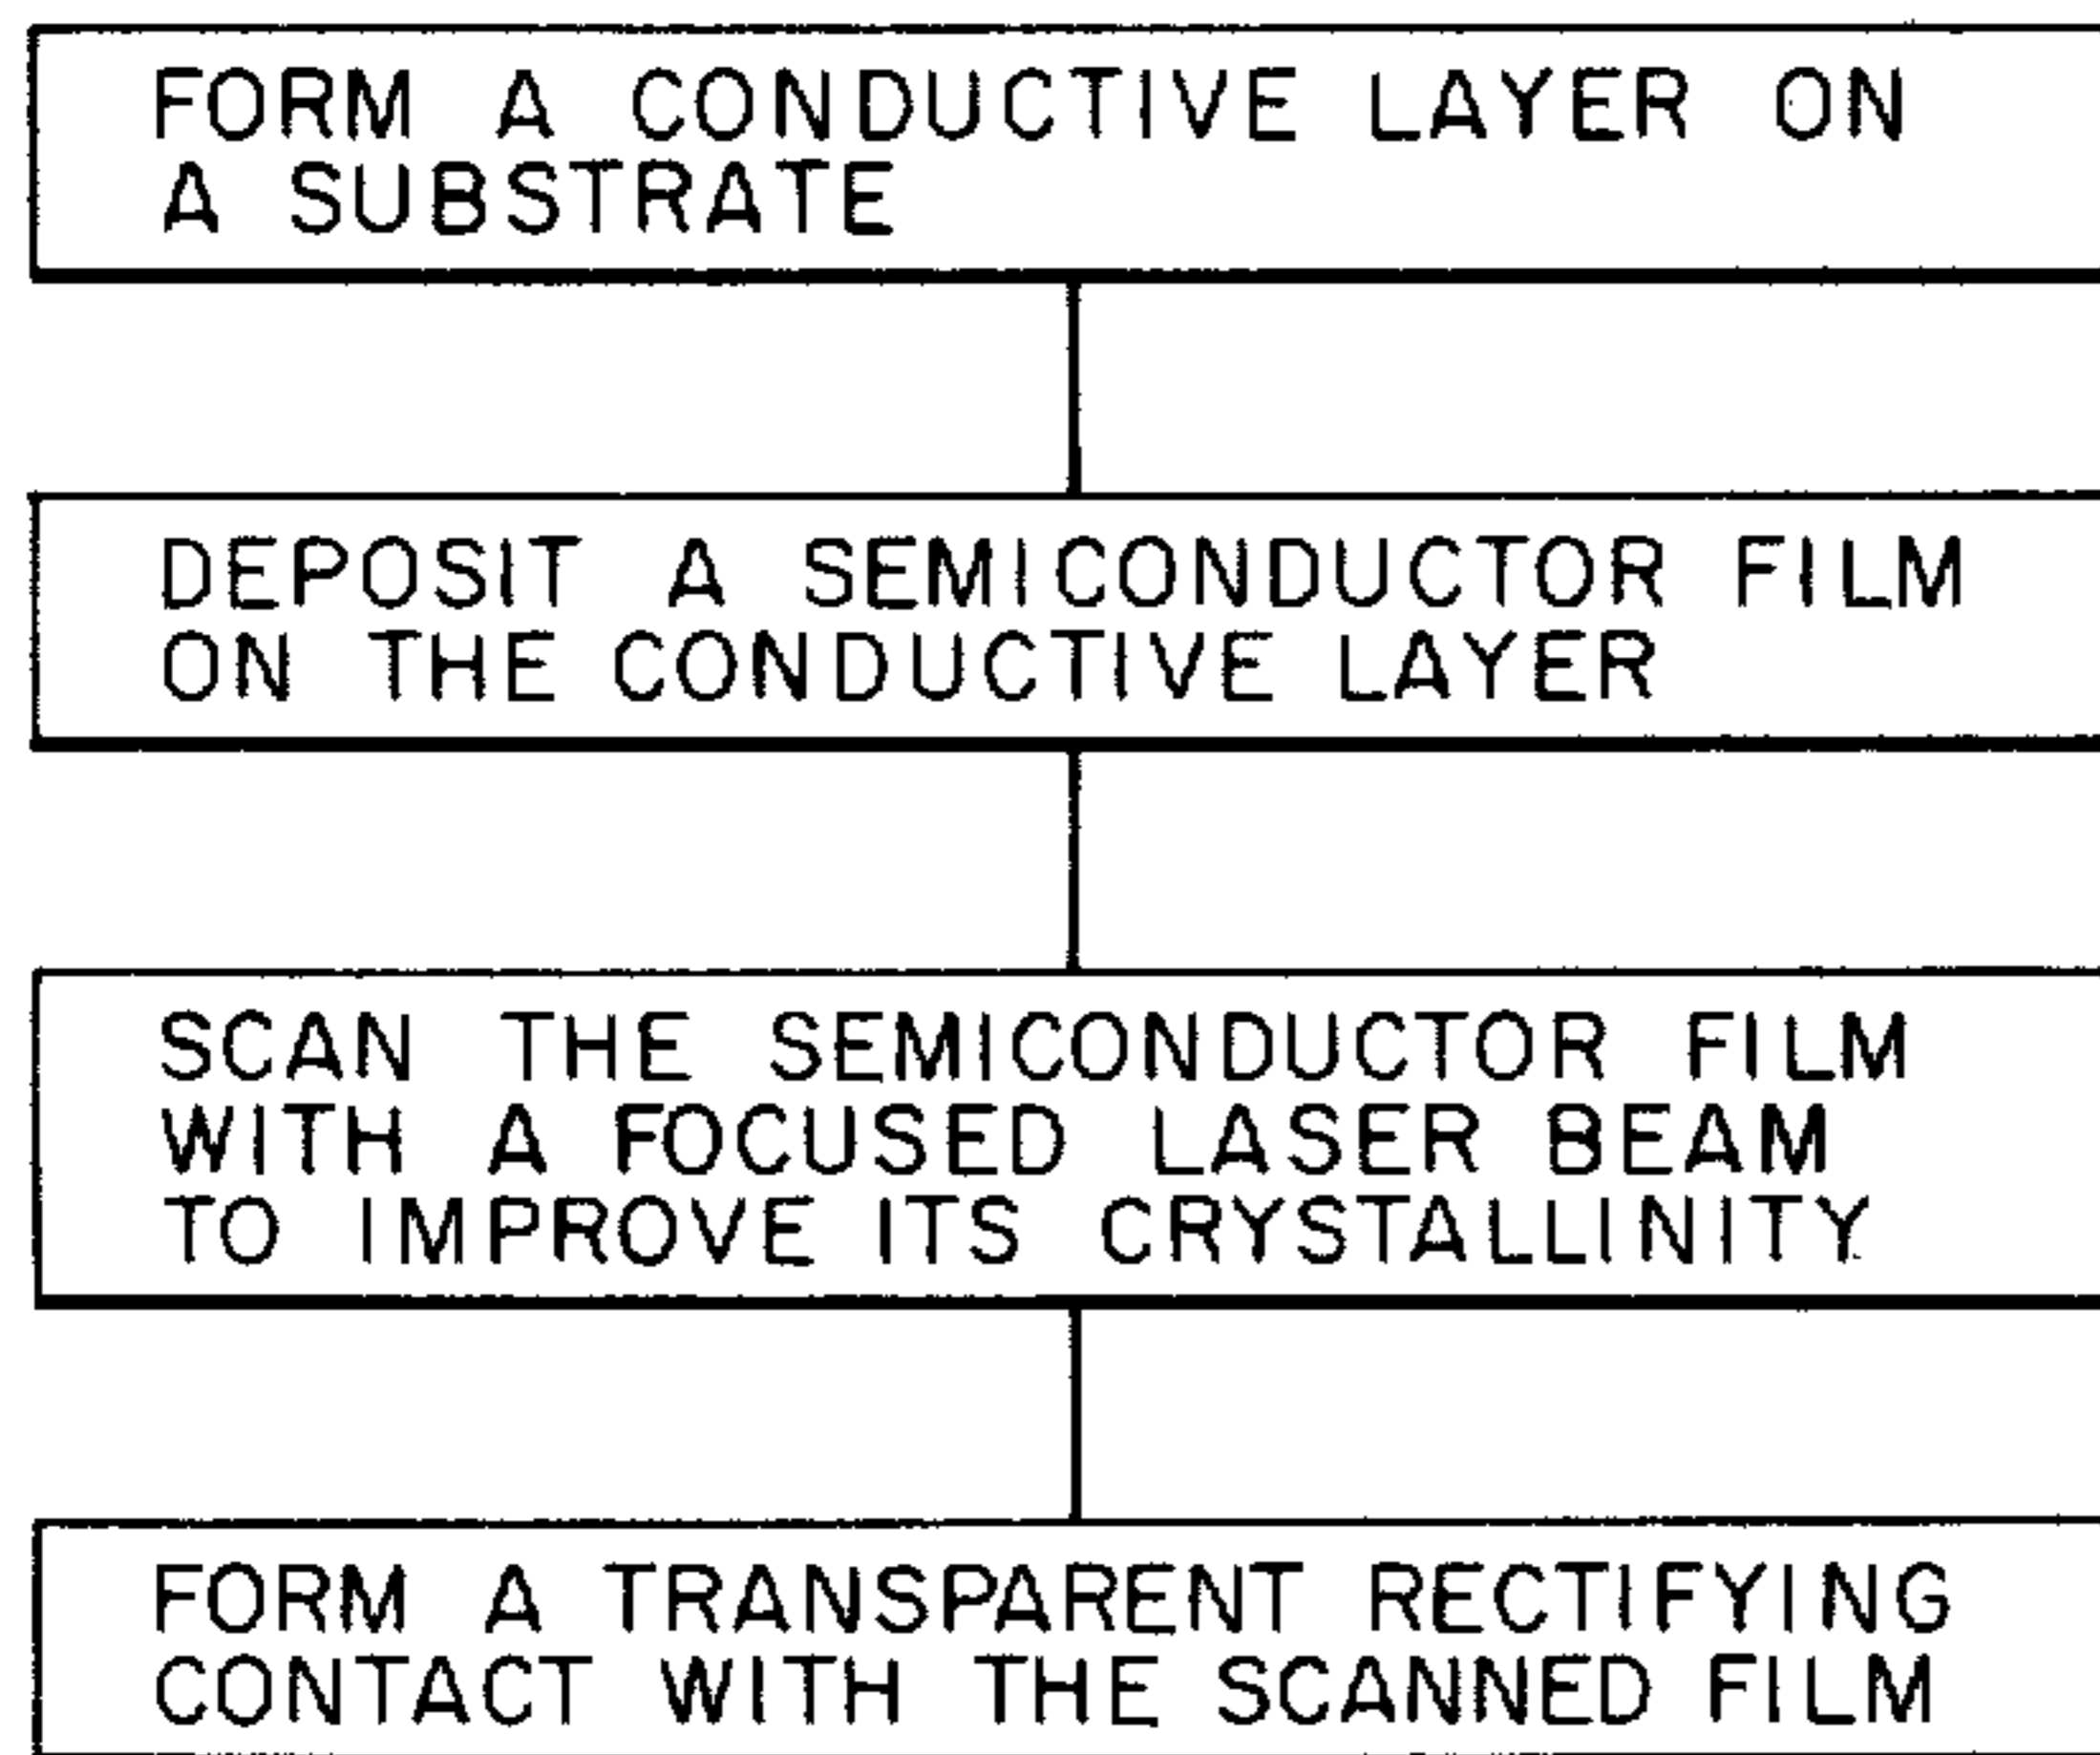 FORM A CONDUCTIVE LAYER ON
A SUBSTRATE
DEPOSIT A SEMICONDUCTOR FILM
ON THE CONDUCTIVE LAYER
SCAN THE SEMICONDUCTOR FILM
WITH A FOCUSED LASER BEAM
TO IMPROVE ITS CRYSTALLINITY
FORM A TRANSPARENT RECTIFYING
CONTACT WITH THE SCANNED FILM